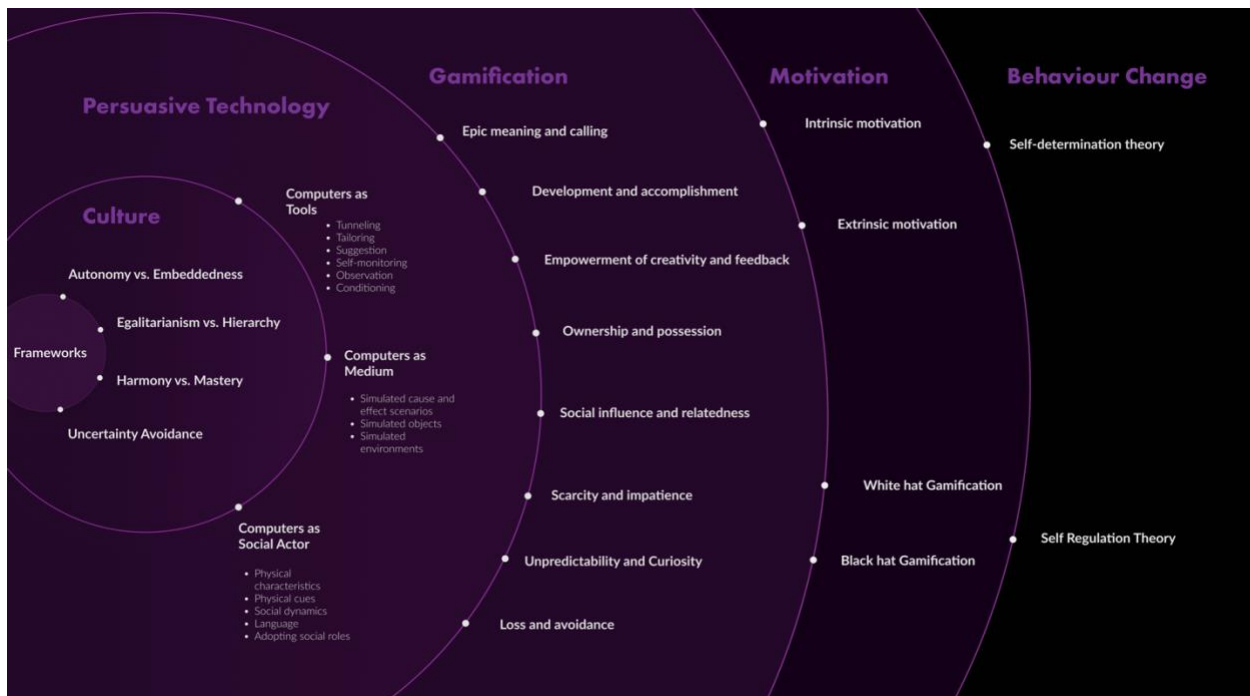 Frameworks
Culture
Autonomy vs. Embeddedness
Egalitarianism vs. Hierarchy
Harmony vs. Mastery
Uncertainty Avoidance
Persuasive Technology
Computers as
Tools
• Tunneling
• Tailoring
• Suggestion
• Self-monitoring
• Observation
• Conditioning
Computers as
Medium
• Simulated cause and
effect scenarios
• Simulated objects
• Simulated
environments
Computers as
Social Actor
• Physical
characteristics
• Physical cues
• Social dynamics
• Language
• Adopting social roles
Gamification
Epic meaning and calling
Development and accomplishment
Empowerment of creativity and feedback
Ownership and possession
Social influence and relatedness
Scarcity and impatience
Unpredictability and Curiosity
Loss and avoidance
Motivation
Intrinsic motivation
Extrinsic motivation
White hat Gamification
Black hat Gamification
Behaviour Change
Self-determination theory
Self Regulation Theory